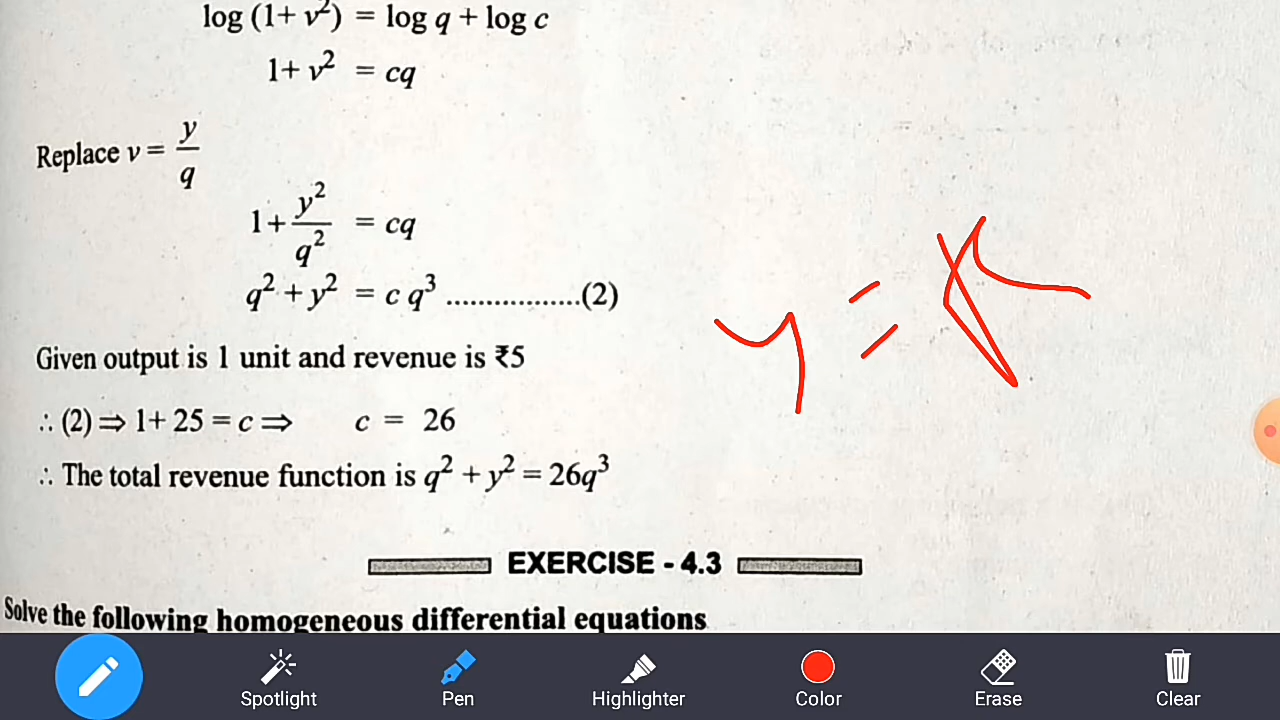 log (1+ v²) = log q + log c
1+ v² = cq
Replace v = y/q
1+ y²/q² = cq
q² + y² = c q³ .................(2)
Given output is 1 unit and revenue is ₹5
∴ (2) ⇒ 1+ 25 = c ⇒ c = 26
∴ The total revenue function is q² + y² = 26q³
EXERCISE - 4.3
Solve the following homogeneous differential equations
Spotlight Pen Highlighter Color Erase Clear